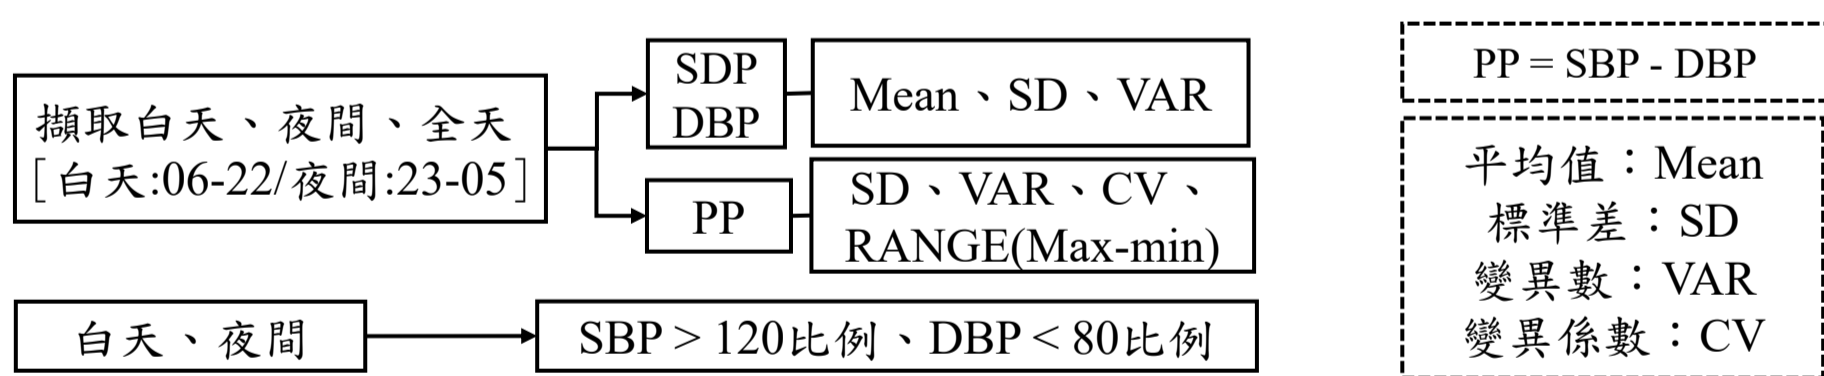 擷取白天、夜間、全天
[白天:06-22/夜間:23-05]
SDP
DBP
Mean、SD、VAR
PP
SD、VAR、CV、
RANGE(Max-min)
白天、夜間
SBP > 120比例、DBP < 80比例
PP = SBP - DBP
平均值：Mean
標準差：SD
變異數：VAR
變異係數：CV